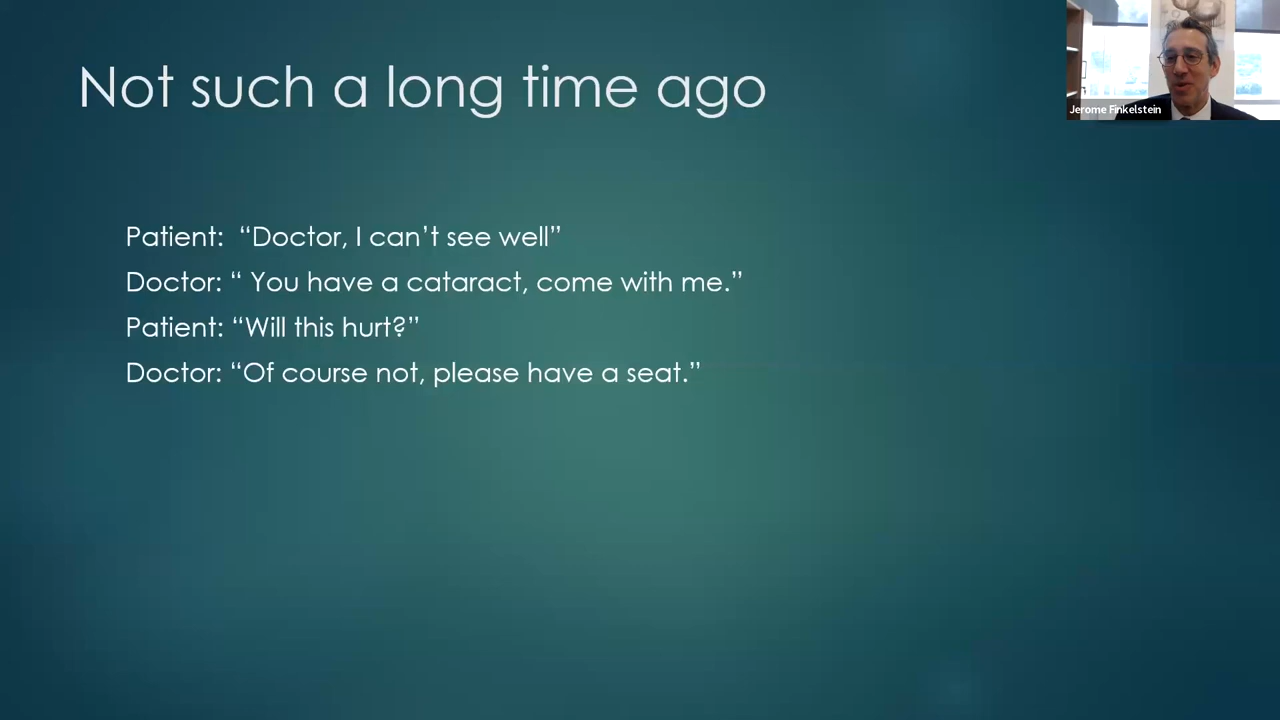 Not such a long time ago
Jerome Finkelstein
Patient:  “Doctor, I can’t see well”
Doctor: “ You have a cataract, come with me.”
Patient: “Will this hurt?”
Doctor: “Of course not, please have a seat.”